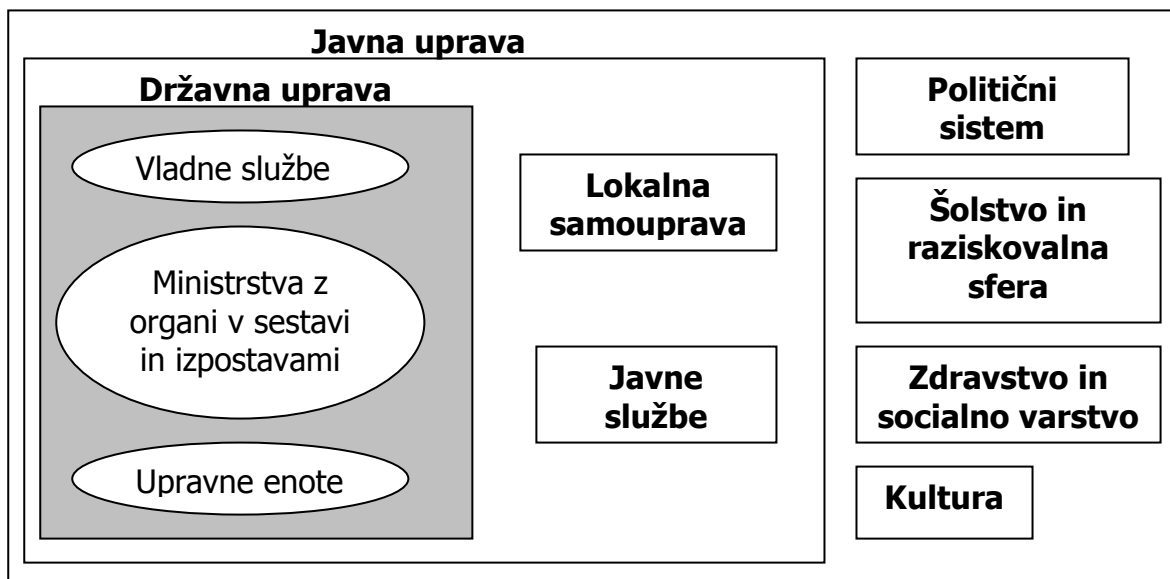 Javna uprava
Državna uprava
Vladne službe
Ministrstva z
organi v sestavi
in izpostavami
Upravne enote
Lokalna
samouprava
Javne
službe
Politični
sistem
Šolstvo in
raziskovalna
sfera
Zdravstvo in
socialno varstvo
Kultura